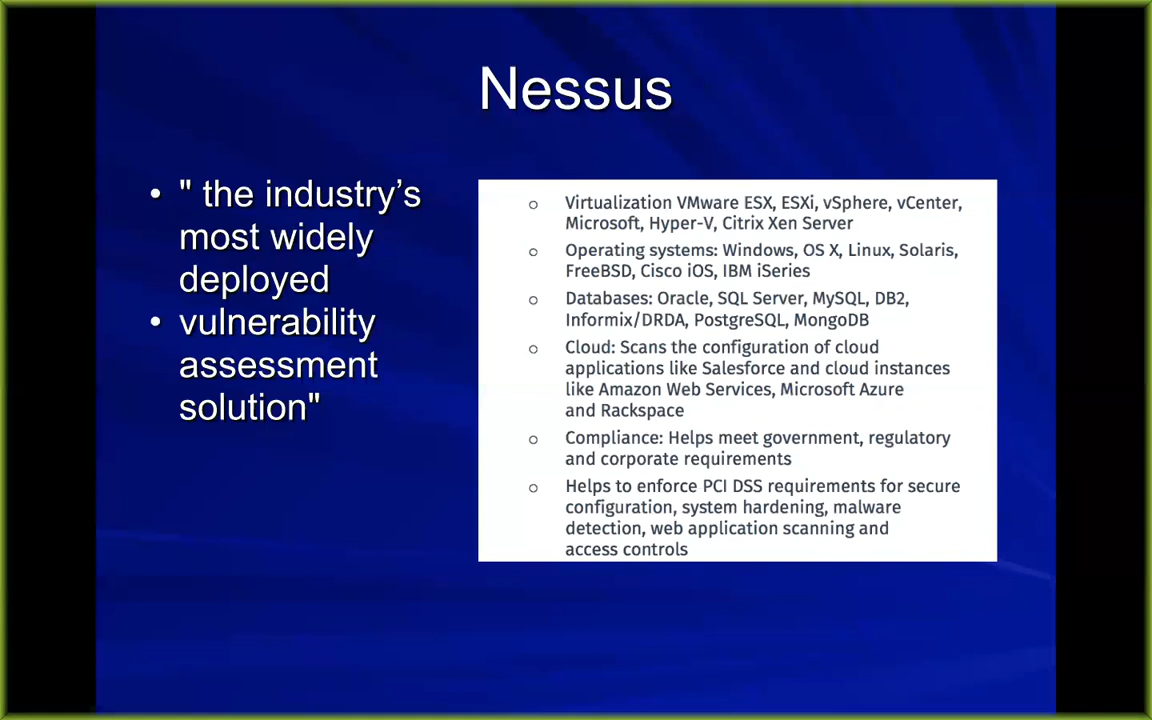 Nessus
• " the industry’s
most widely
deployed
• vulnerability
assessment
solution"
○ Virtualization VMware ESX, ESXi, vSphere, vCenter,
Microsoft, Hyper-V, Citrix Xen Server
○ Operating systems: Windows, OS X, Linux, Solaris,
FreeBSD, Cisco iOS, IBM iSeries
○ Databases: Oracle, SQL Server, MySQL, DB2,
Informix/DRDA, PostgreSQL, MongoDB
○ Cloud: Scans the configuration of cloud
applications like Salesforce and cloud instances
like Amazon Web Services, Microsoft Azure
and Rackspace
○ Compliance: Helps meet government, regulatory
and corporate requirements
○ Helps to enforce PCI DSS requirements for secure
configuration, system hardening, malware
detection, web application scanning and
access controls